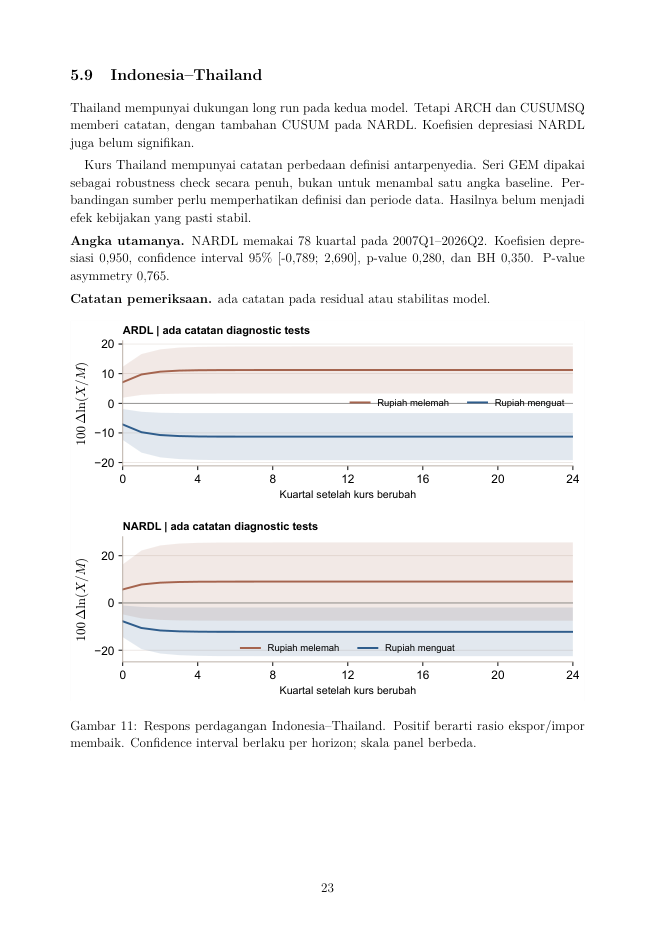 5.9 Indonesia–Thailand
Thailand mempunyai dukungan long run pada kedua model. Tetapi ARCH dan CUSUMSQ
memberi catatan, dengan tambahan CUSUM pada NARDL. Koefisien depresiasi NARDL
juga belum signifikan.
Kurs Thailand mempunyai catatan perbedaan definisi antarpenyedia. Seri GEM dipakai
sebagai robustness check secara penuh, bukan untuk menambal satu angka baseline. Per-
bandingan sumber perlu memperhatikan definisi dan periode data. Hasilnya belum menjadi
efek kebijakan yang pasti stabil.
Angka utamanya. NARDL memakai 78 kuartal pada 2007Q1–2026Q2. Koefisien depre-
siasi 0,950, confidence interval 95% [-0,789; 2,690], p-value 0,280, dan BH 0,350. P-value
asymmetry 0,765.
Catatan pemeriksaan. ada catatan pada residual atau stabilitas model.
ARDL | ada catatan diagnostic tests
100 Δ ln(X/M)
20
10
0
−10
−20
Rupiah melemah Rupiah menguat
0 4 8 12 16 20 24
Kuartal setelah kurs berubah
NARDL | ada catatan diagnostic tests
100 Δ ln(X/M)
20
0
−20
Rupiah melemah Rupiah menguat
0 4 8 12 16 20 24
Kuartal setelah kurs berubah
Gambar 11: Respons perdagangan Indonesia–Thailand. Positif berarti rasio ekspor/impor
membaik. Confidence interval berlaku per horizon; skala panel berbeda.
23